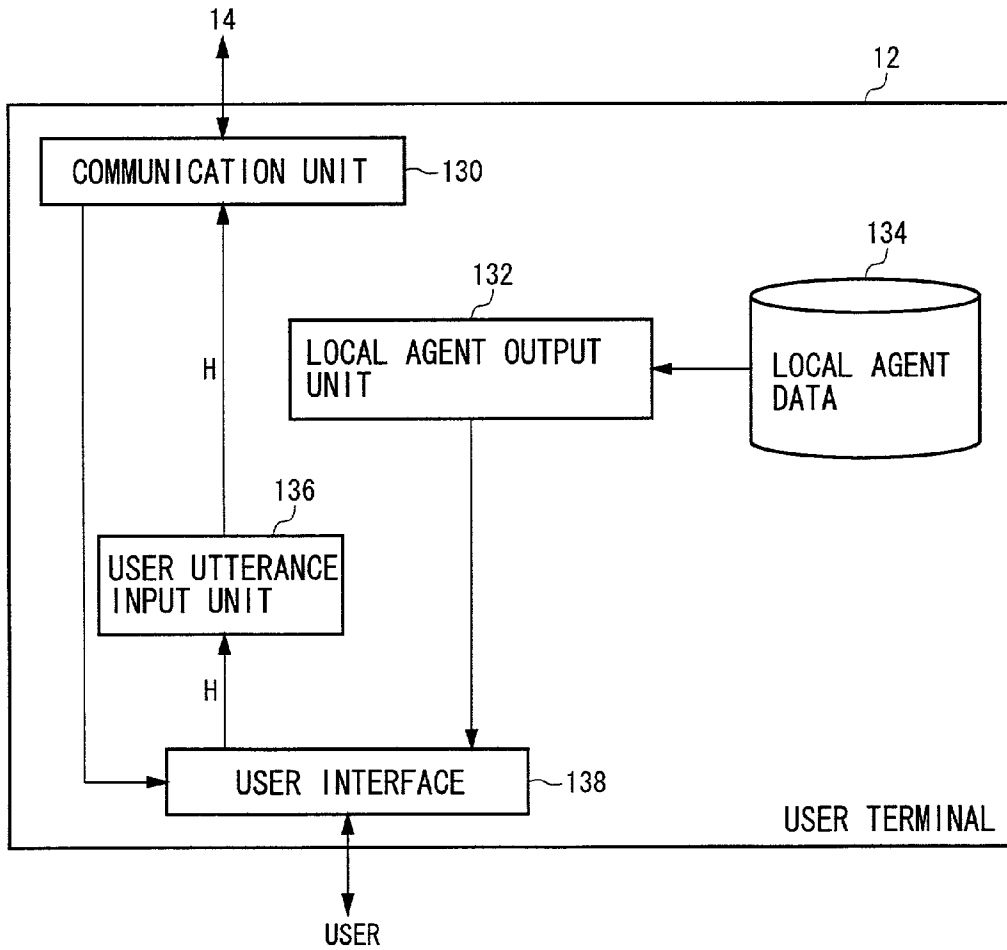 14
12
COMMUNICATION UNIT
130
134
132
LOCAL AGENT OUTPUT
UNIT
LOCAL AGENT
DATA
H
136
USER UTTERANCE
INPUT UNIT
H
USER INTERFACE
138
USER TERMINAL
USER